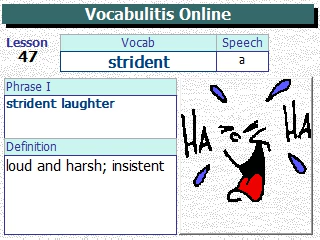 Vocabulitis Online
Lesson Vocab Speech
47 strident a
Phrase I
strident laughter
Definition
loud and harsh; insistent
HA HA